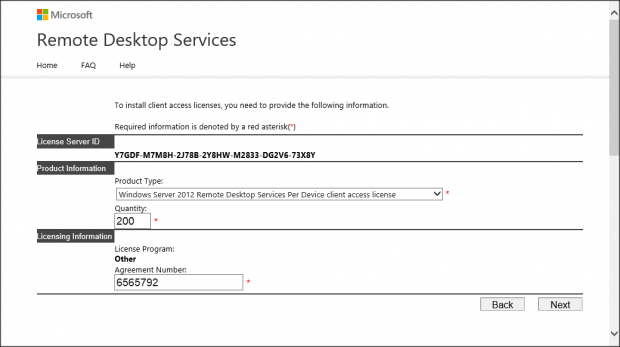 Microsoft
Remote Desktop Services
Home FAQ Help
To install client access licenses, you need to provide the following information.
Required information is denoted by a red asterisk(*)
License Server ID
Y7GDF-M7M8H-2J78B-2Y8HW-M2833-DG2V6-73X8Y
Product Information
Product Type:
Windows Server 2012 Remote Desktop Services Per Device client access license *
Quantity:
200 *
Licensing Information
License Program:
Other
Agreement Number:
6565792 *
Back Next